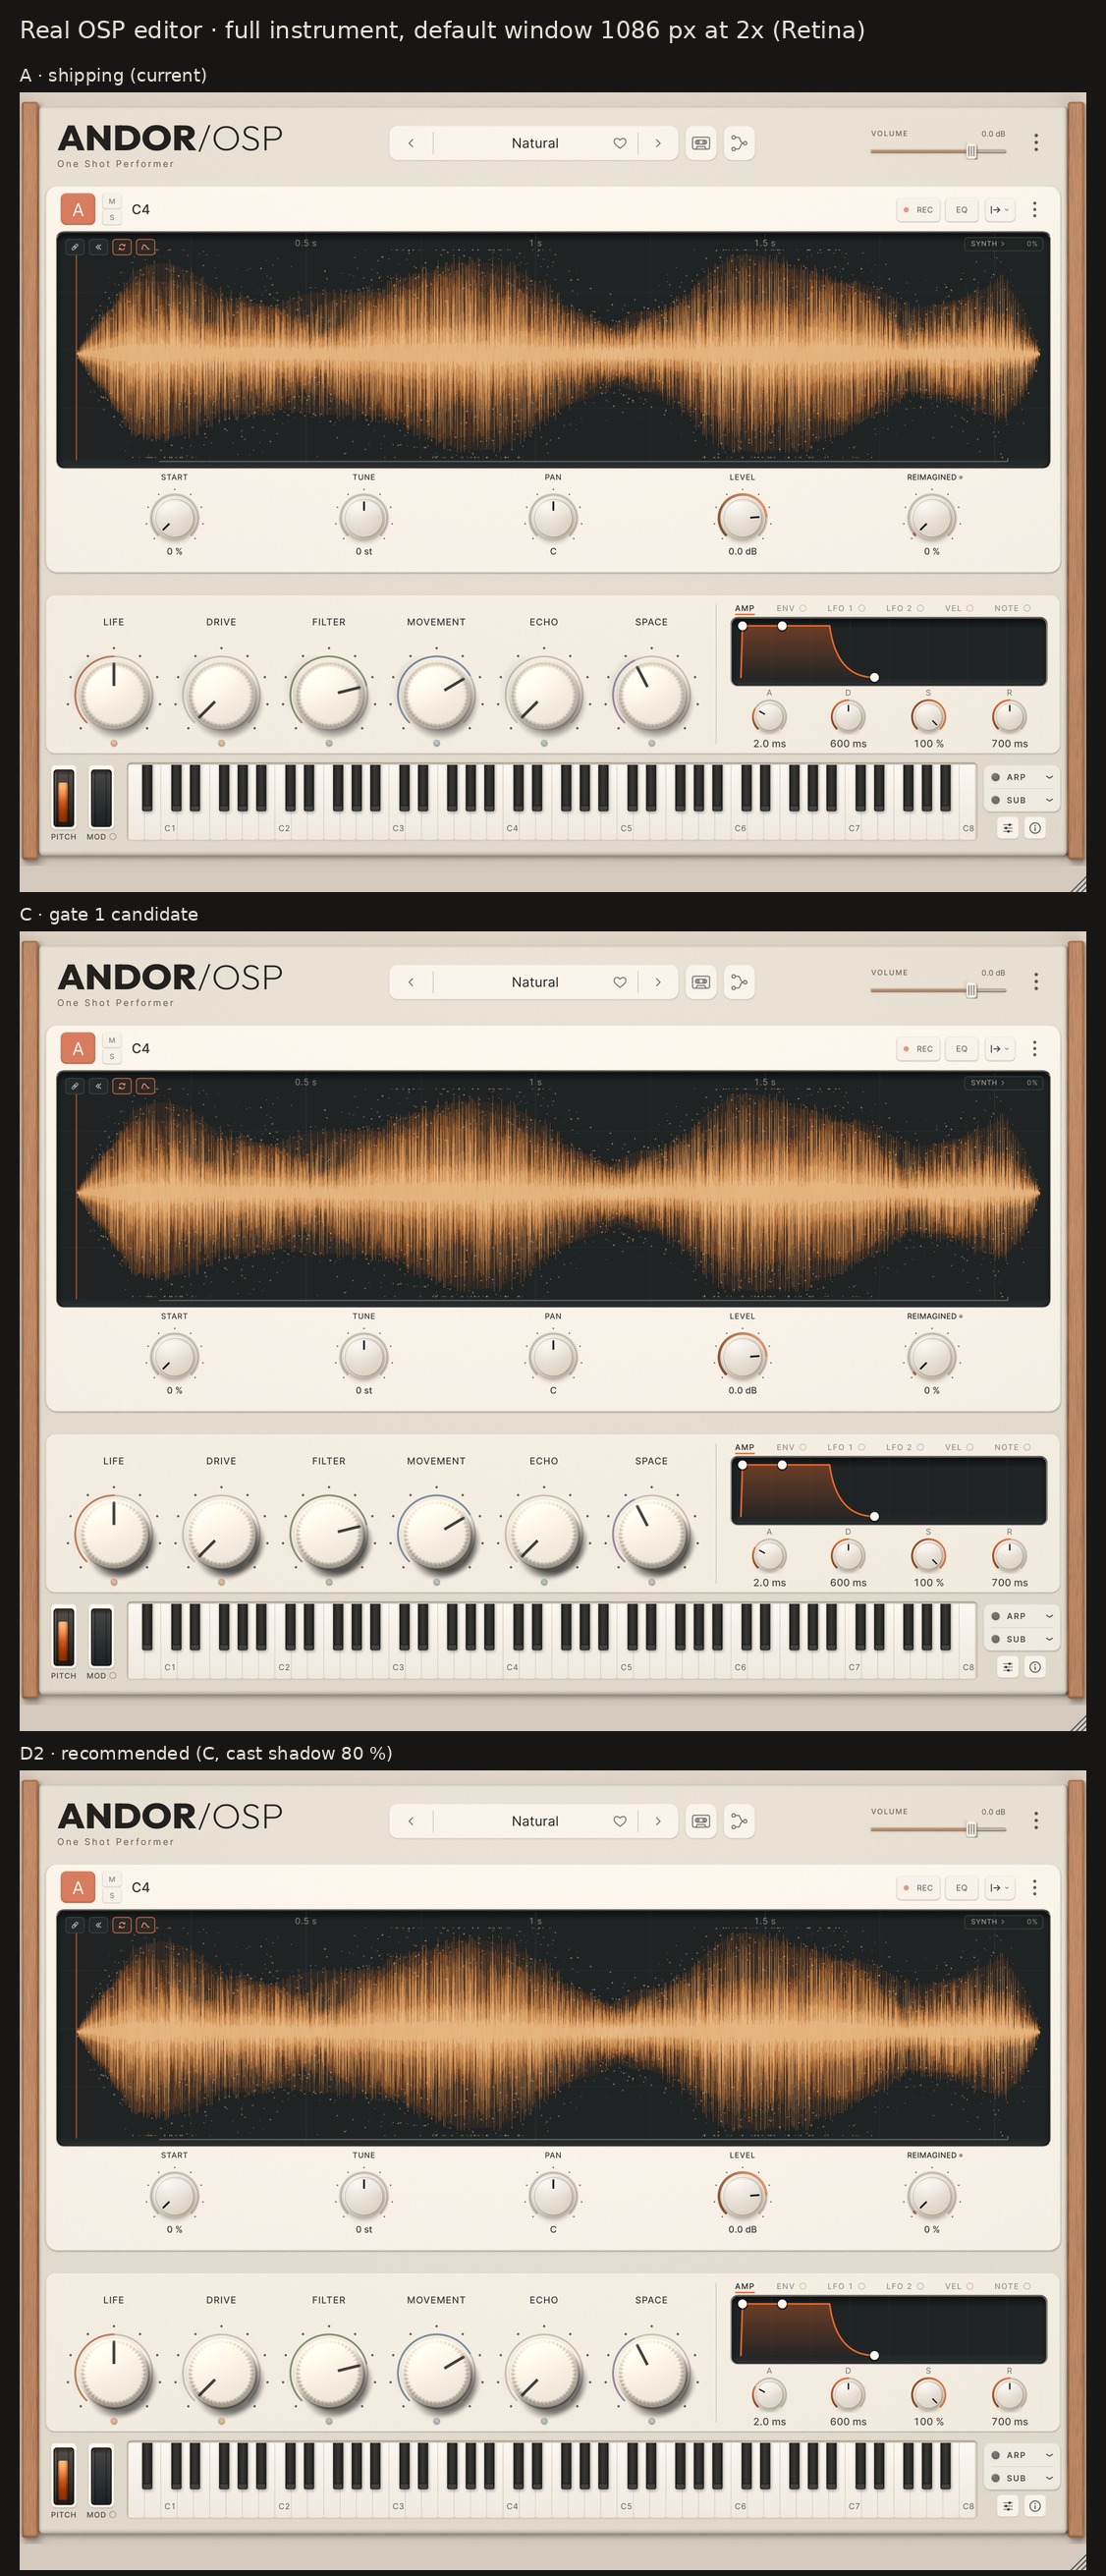 Real OSP editor · full instrument, default window 1086 px at 2x (Retina)
A · shipping (current)
ANDOR/OSP
One Shot Performer
Natural
VOLUME 0.0 dB
A M S C4 REC EQ
0.5 s 1 s 1.5 s SYNTH 0%
START TUNE PAN LEVEL REIMAGINED
0 % 0 st C 0.0 dB 0 %
LIFE DRIVE FILTER MOVEMENT ECHO SPACE
AMP ENV LFO 1 LFO 2 VEL NOTE
A D S R
2.0 ms 600 ms 100 % 700 ms
PITCH MOD
C1 C2 C3 C4 C5 C6 C7 C8
ARP
SUB
C · gate 1 candidate
ANDOR/OSP
One Shot Performer
Natural
VOLUME 0.0 dB
A M S C4 REC EQ
0.5 s 1 s 1.5 s SYNTH 0%
START TUNE PAN LEVEL REIMAGINED
0 % 0 st C 0.0 dB 0 %
LIFE DRIVE FILTER MOVEMENT ECHO SPACE
AMP ENV LFO 1 LFO 2 VEL NOTE
A D S R
2.0 ms 600 ms 100 % 700 ms
PITCH MOD
C1 C2 C3 C4 C5 C6 C7 C8
ARP
SUB
D2 · recommended (C, cast shadow 80 %)
ANDOR/OSP
One Shot Performer
Natural
VOLUME 0.0 dB
A M S C4 REC EQ
0.5 s 1 s 1.5 s SYNTH 0%
START TUNE PAN LEVEL REIMAGINED
0 % 0 st C 0.0 dB 0 %
LIFE DRIVE FILTER MOVEMENT ECHO SPACE
AMP ENV LFO 1 LFO 2 VEL NOTE
A D S R
2.0 ms 600 ms 100 % 700 ms
PITCH MOD
C1 C2 C3 C4 C5 C6 C7 C8
ARP
SUB